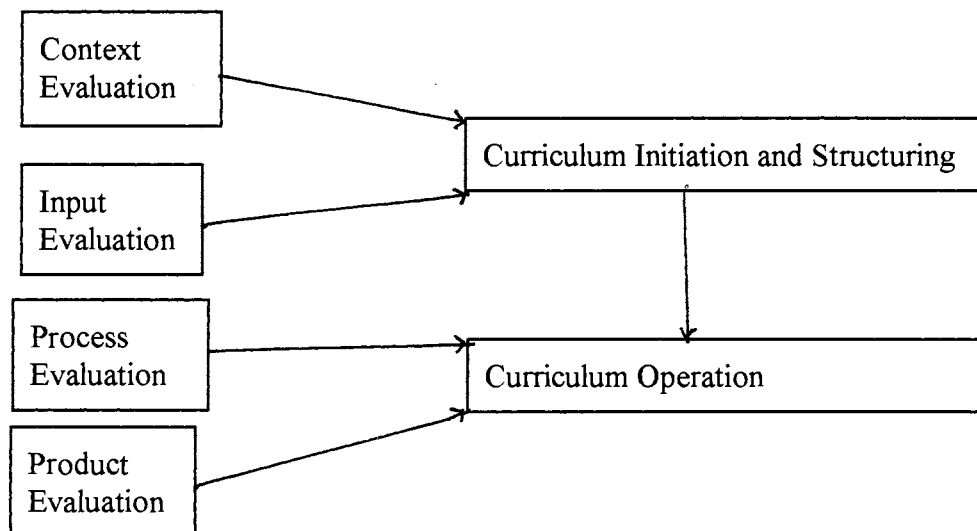 Context
Evaluation
Curriculum Initiation and Structuring
Input
Evaluation
Process
Evaluation
Curriculum Operation
Product
Evaluation